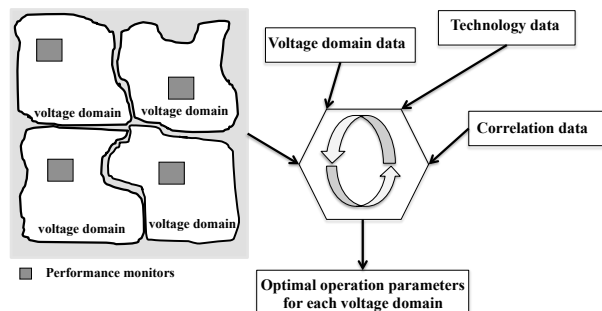 Voltage domain data
Technology data
voltage domain
voltage domain
Correlation data
voltage domain
voltage domain
Performance monitors
Optimal operation parameters
for each voltage domain